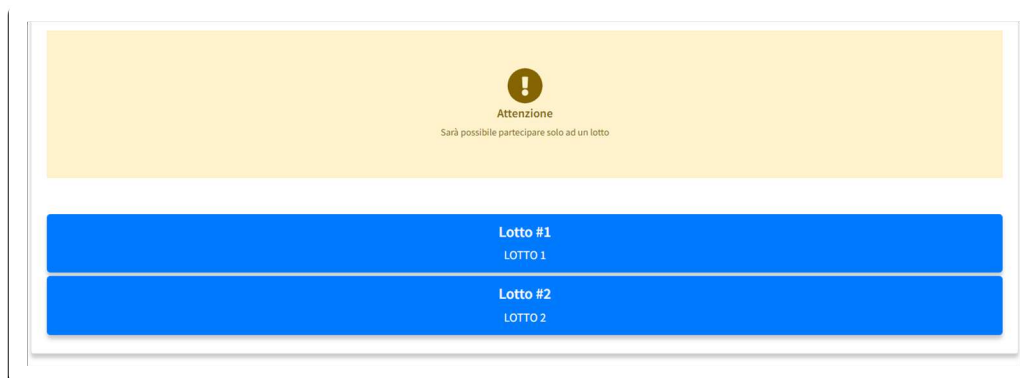 Attenzione
Sarà possibile partecipare solo ad un lotto
Lotto #1
LOTTO 1
Lotto #2
LOTTO 2